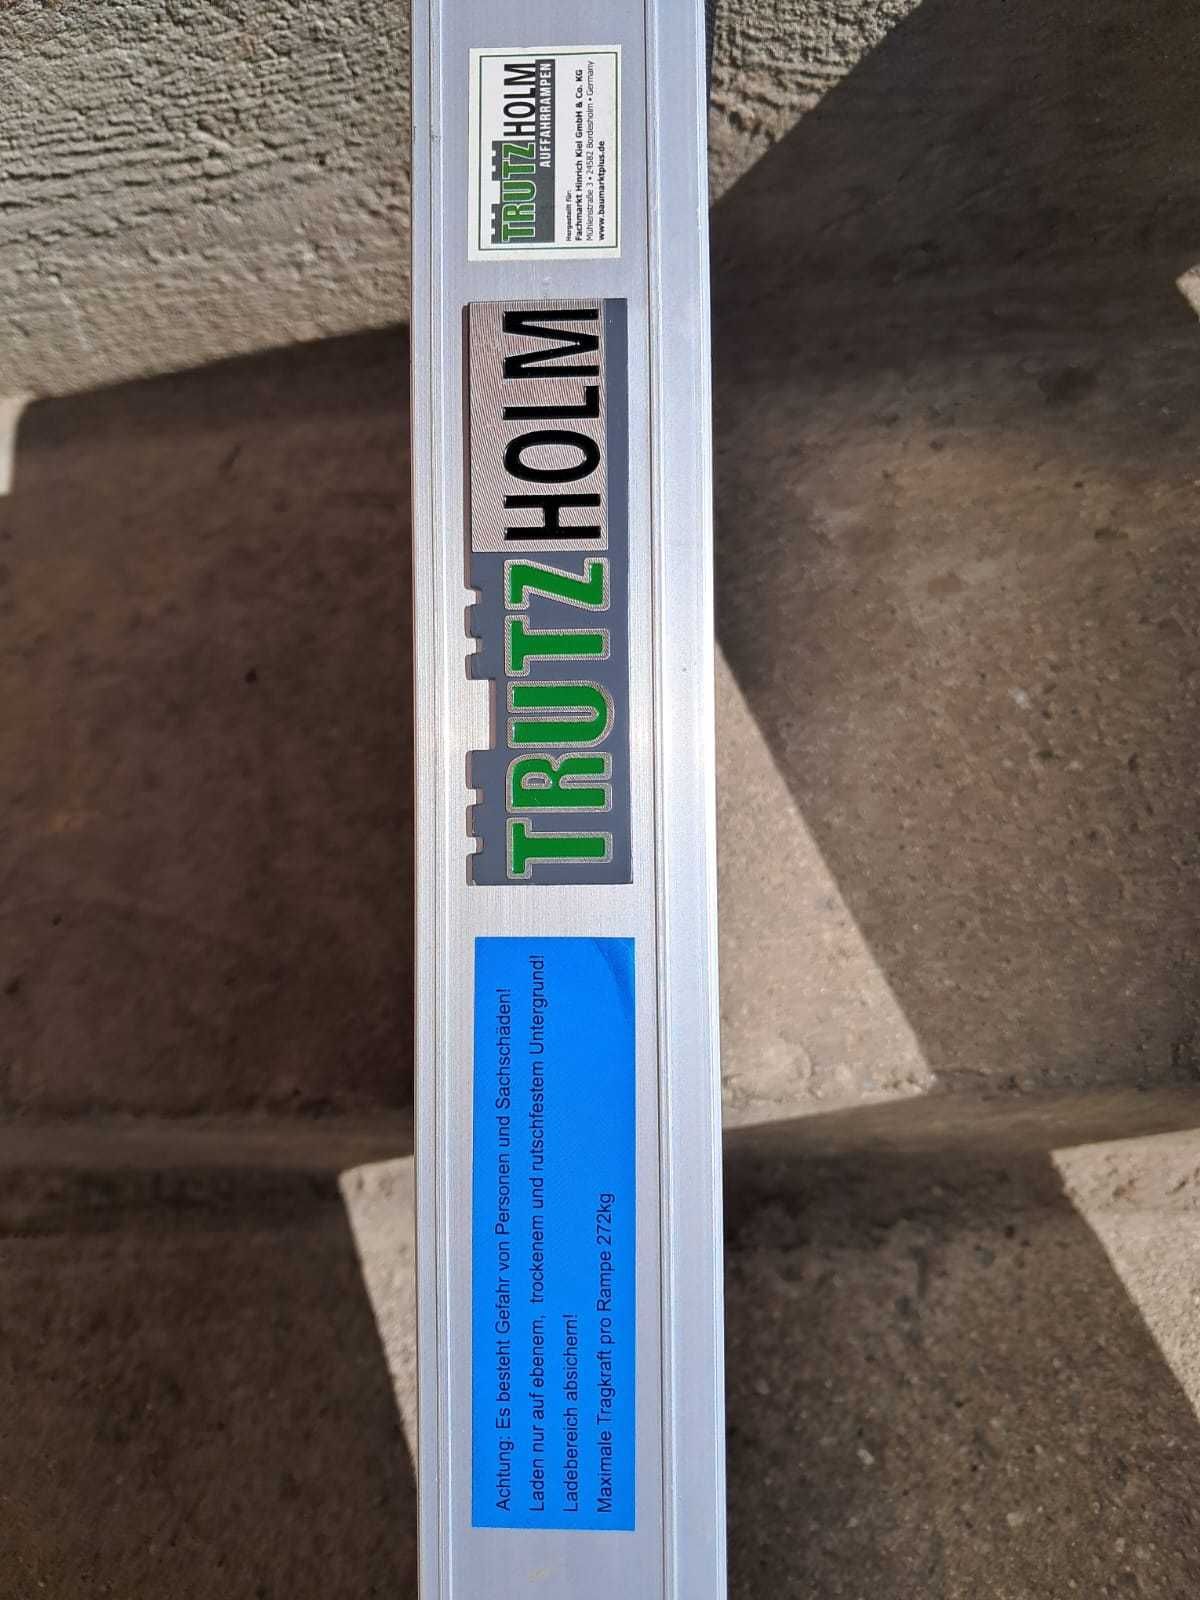 TRUTZHOLM
AUFFAHRRAMPEN
Hergestellt für:
Fachmarkt Hinrich Kiel GmbH & Co. KG
Mühlenstraße 3 • 24582 Bordesholm • Germany
www.baumarktplus.de
TRUTZHOLM
Achtung: Es besteht Gefahr von Personen und Sachschäden!
Laden nur auf ebenem, trockenem und rutschfestem Untergrund!
Ladebereich absichern!
Maximale Tragkraft pro Rampe 272kg